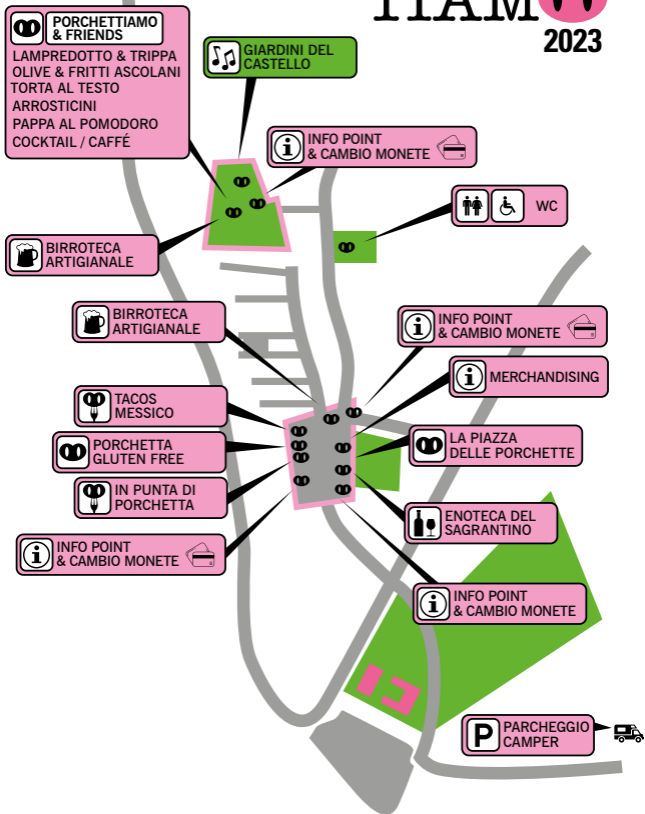 TIAMO
2023
PORCHETTIAMO
& FRIENDS
LAMPREDOTTO & TRIPPA
OLIVE & FRITTI ASCOLANI
TORTA AL TESTO
ARROSTICINI
PAPPA AL POMODORO
COCKTAIL / CAFFÉ
GIARDINI DEL
CASTELLO
INFO POINT
& CAMBIO MONETE
WC
BIRROTECA
ARTIGIANALE
BIRROTECA
ARTIGIANALE
INFO POINT
& CAMBIO MONETE
MERCHANDISING
TACOS
MESSICO
LA PIAZZA
DELLE PORCHETTE
PORCHETTA
GLUTEN FREE
IN PUNTA DI
PORCHETTA
ENOTECA DEL
SAGRANTINO
INFO POINT
& CAMBIO MONETE
INFO POINT
& CAMBIO MONETE
P PARCHEGGIO
CAMPER